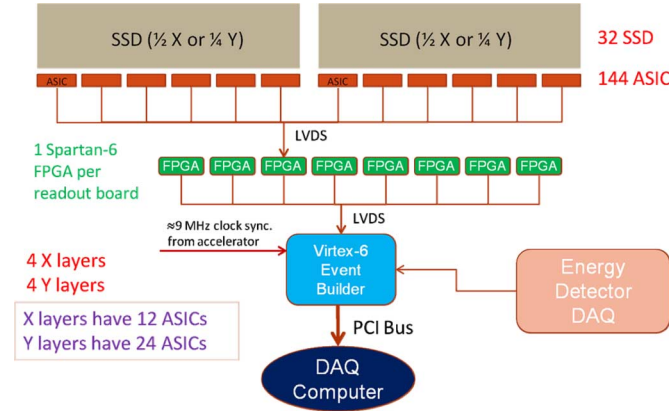 SSD (½ X or ¼ Y)
SSD (½ X or ¼ Y)
32 SSD
ASIC
ASIC
144 ASIC
LVDS
1 Spartan-6
FPGA per
readout board
FPGA
FPGA
FPGA
FPGA
FPGA
FPGA
FPGA
FPGA
LVDS
≈9 MHz clock sync.
from accelerator
Virtex-6
Event
Builder
4 X layers
4 Y layers
Energy
Detector
DAQ
X layers have 12 ASICs
Y layers have 24 ASICs
PCI Bus
DAQ
Computer